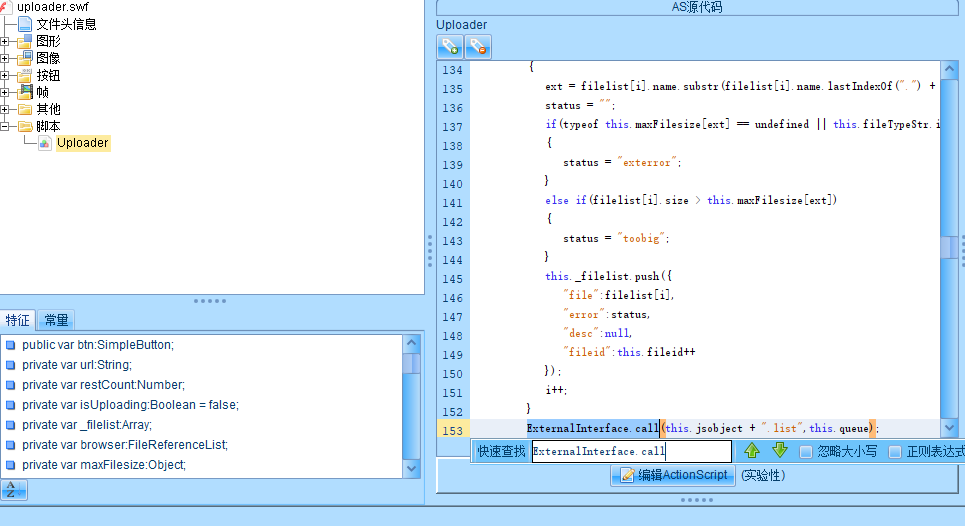 uploader.swf
文件头信息
图形
图像
按钮
帧
其他
脚本
Uploader
特征
常量
public var btn:SimpleButton;
private var url:String;
private var restCount:Number;
private var isUploading:Boolean = false;
private var _filelist:Array;
private var browser:FileReferenceList;
private var maxFilesize:Object;
AS源代码
Uploader
134 {
135 ext = filelist[i].name.substr(filelist[i].name.lastIndexOf(".") +
136 status = "";
137 if(typeof this.maxFilesize[ext] == undefined || this.fileTypeStr.i
138 {
139 status = "exterror";
140 }
141 else if(filelist[i].size > this.maxFilesize[ext])
142 {
143 status = "toobig";
144 }
145 this._filelist.push({
146 "file":filelist[i],
147 "error":status,
148 "desc":null,
149 "fileid":this.fileid++
150 });
151 i++;
152 }
153 ExternalInterface.call(this.jsobject + ".list",this.queue);
快速查找 ExternalInterface.call 忽略大小写 正则表达式
编辑ActionScript (实验性)